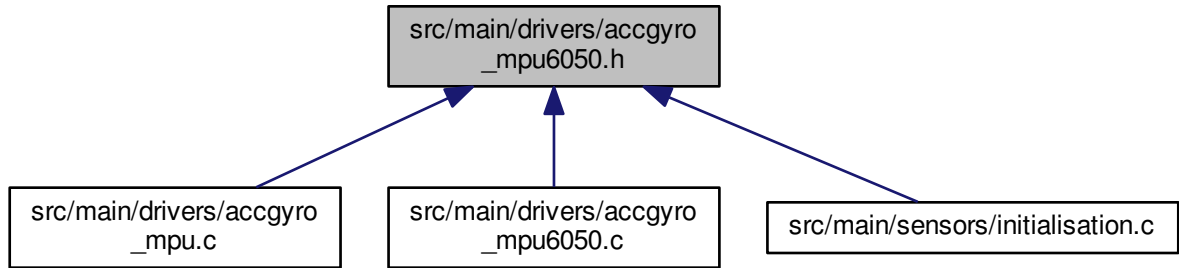 src/main/drivers/accgyro
_mpu6050.h
src/main/drivers/accgyro
_mpu.c
src/main/drivers/accgyro
_mpu6050.c
src/main/sensors/initialisation.c